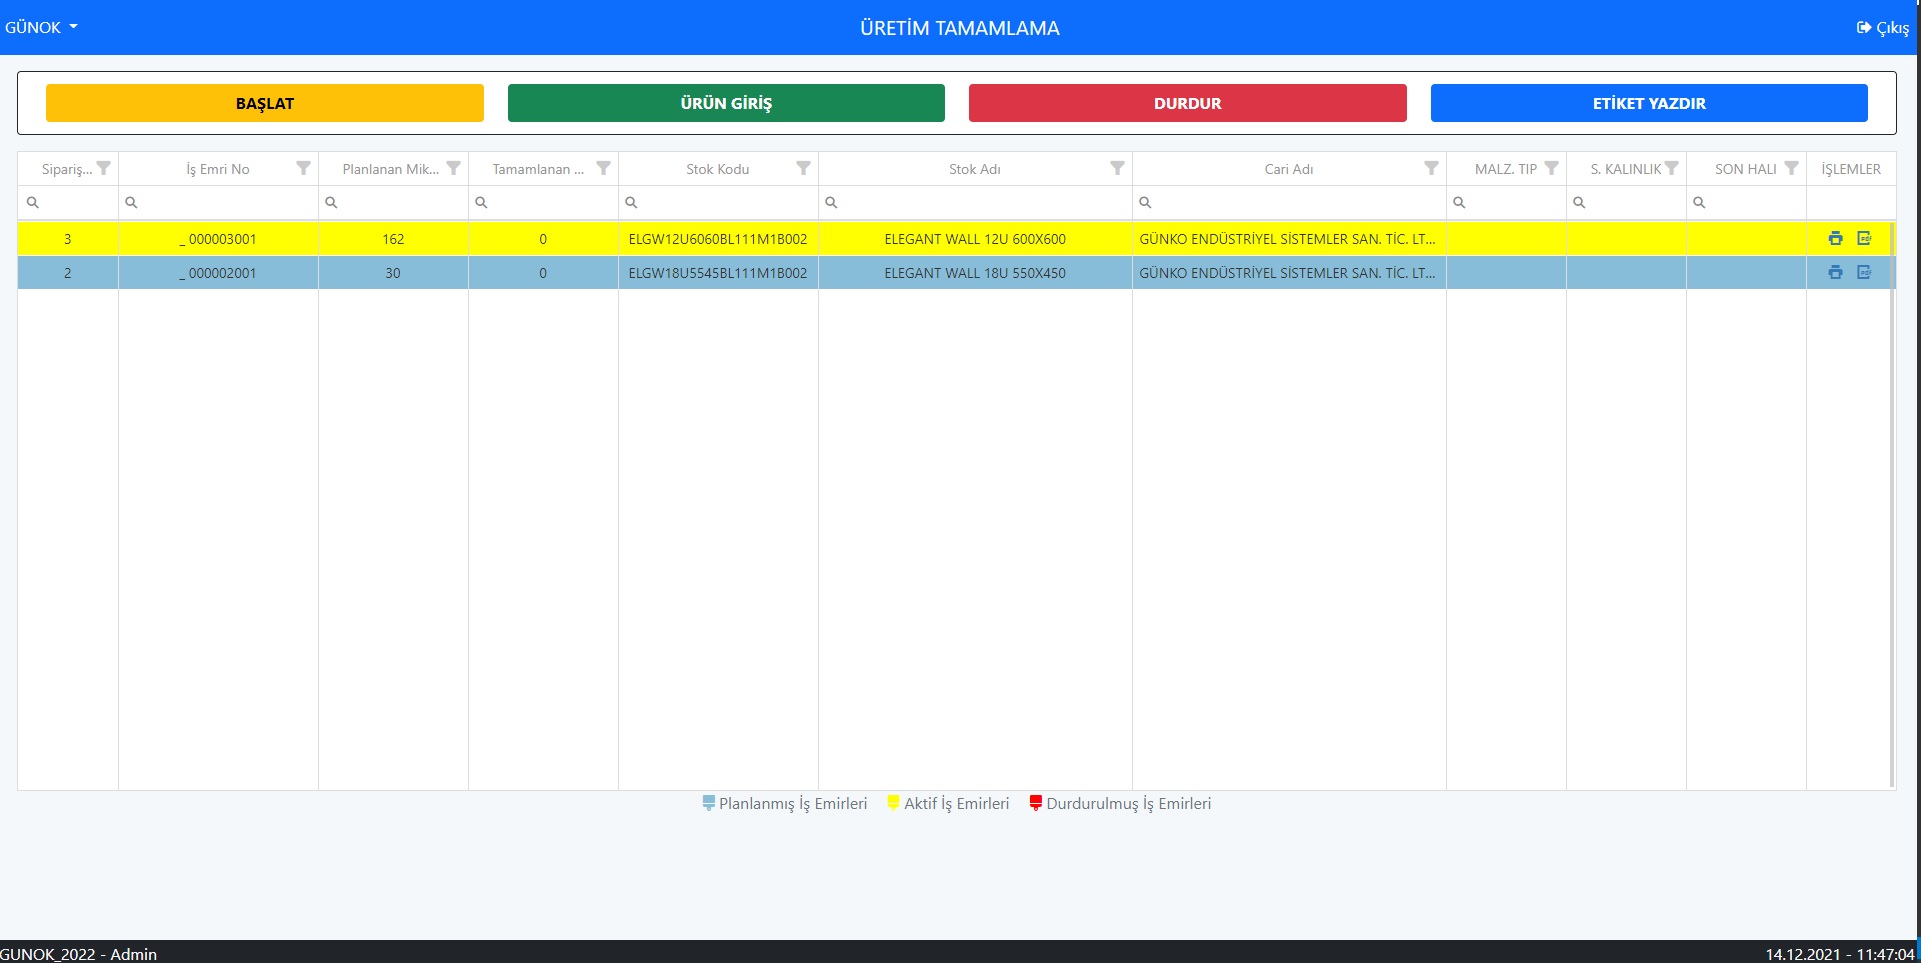 GÜNOK
ÜRETİM TAMAMLAMA
Çıkış
BAŞLAT
ÜRÜN GİRİŞ
DURDUR
ETİKET YAZDIR
Sipariş... İş Emri No Planlanan Mik... Tamamlanan ... Stok Kodu Stok Adı Cari Adı MALZ. TIP S. KALINLIK SON HALI İŞLEMLER
3 _ 000003001 162 0 ELGW12U6060BL111M1B002 ELEGANT WALL 12U 600X600 GÜNKO ENDÜSTRİYEL SİSTEMLER SAN. TİC. LT...
2 _ 000002001 30 0 ELGW18U5545BL111M1B002 ELEGANT WALL 18U 550X450 GÜNKO ENDÜSTRİYEL SİSTEMLER SAN. TİC. LT...
Planlanmış İş Emirleri Aktif İş Emirleri Durdurulmuş İş Emirleri
GUNOK_2022 - Admin
14.12.2021 - 11:47:04